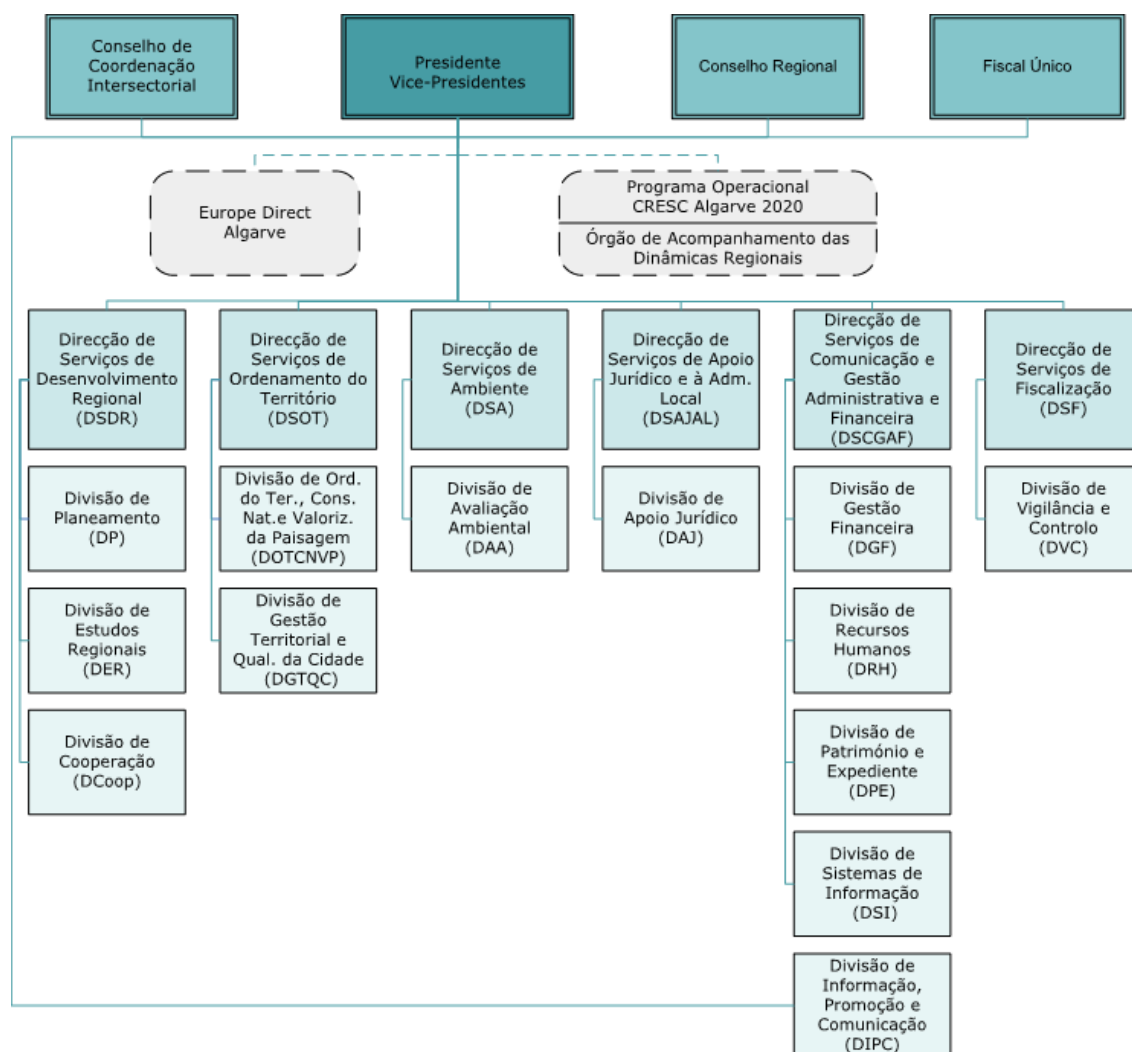 Conselho de
Coordenação
Intersectorial
Presidente
Vice-Presidentes
Conselho Regional
Fiscal Único
Europe Direct
Algarve
Programa Operacional
CRESC Algarve 2020
Órgão de Acompanhamento das
Dinâmicas Regionais
Direcção de
Serviços de
Desenvolvimento
Regional
(DSDR)
Direcção de
Serviços de
Ordenamento do
Território
(DSOT)
Direcção de
Serviços de
Ambiente
(DSA)
Direcção de
Serviços de Apoio
Jurídico e à Adm.
Local
(DSAJAL)
Direcção de
Serviços de
Comunicação e
Gestão
Administrativa e
Financeira
(DSCGAF)
Direcção de
Serviços de
Fiscalização
(DSF)
Divisão de
Planeamento
(DP)
Divisão de Ord.
do Ter., Cons.
Nat.e Valoriz.
da Paisagem
(DOTCNVP)
Divisão de
Avaliação
Ambiental
(DAA)
Divisão de
Apoio Jurídico
(DAJ)
Divisão de
Gestão
Financeira
(DGF)
Divisão de
Vigilância e
Controlo
(DVC)
Divisão de
Estudos
Regionais
(DER)
Divisão de
Gestão
Territorial e
Qual. da Cidade
(DGTQC)
Divisão de
Recursos
Humanos
(DRH)
Divisão de
Cooperação
(DCoop)
Divisão de
Património e
Expediente
(DPE)
Divisão de
Sistemas de
Informação
(DSI)
Divisão de
Informação,
Promoção e
Comunicação
(DIPC)